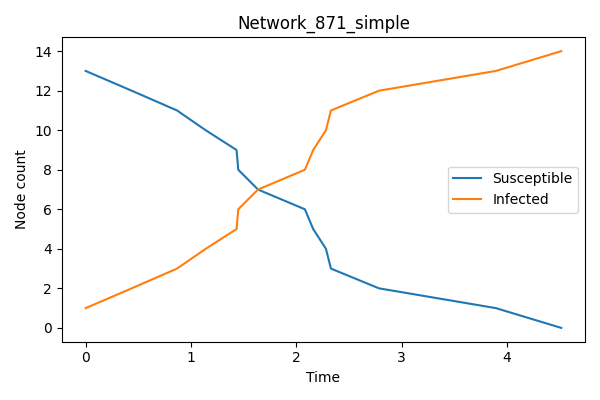 Network_871_simple
14
12
10
8
6
4
2
0
Node count
Susceptible
Infected
0 1 2 3 4
Time